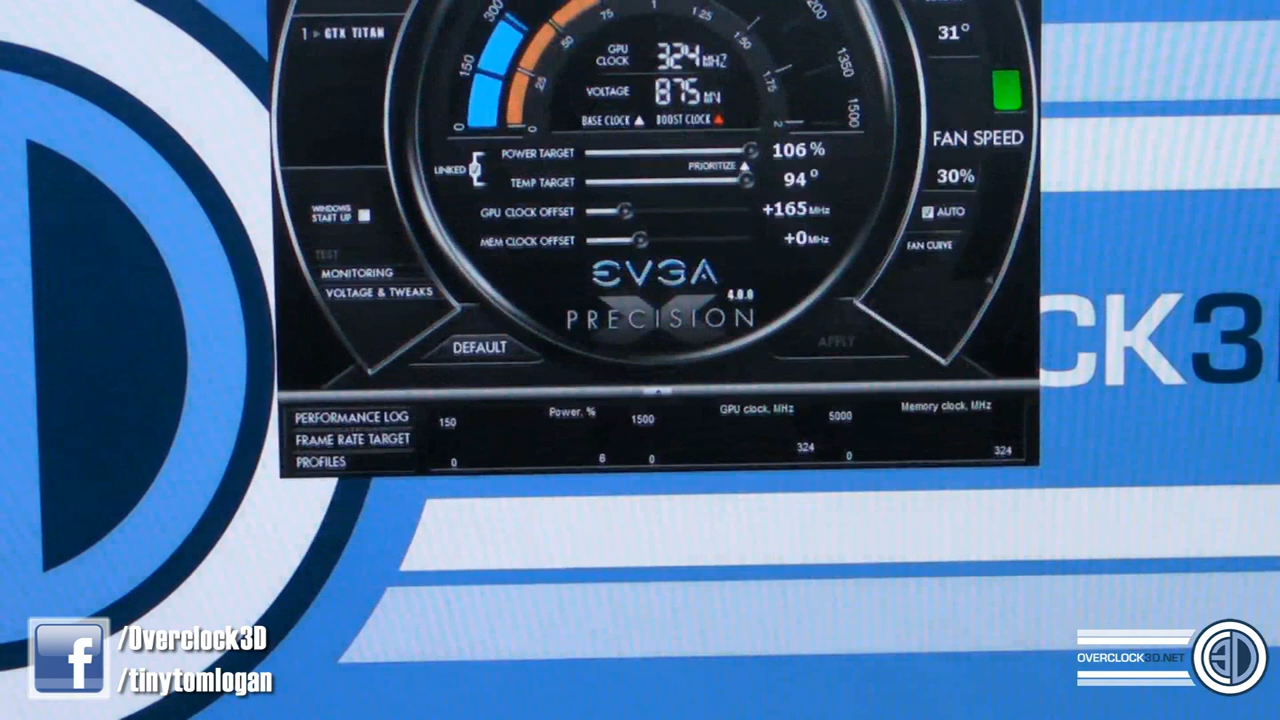 300
75
1
1.25
200
1 ▸ GTX TITAN
31°
50
1.50
GPU CLOCK 324 MHZ
150
1350
25
1.75
VOLTAGE 875 MV
0
0
BASE CLOCK BOOST CLOCK
2
1500
FAN SPEED
30%
AUTO
FAN CURVE
LINKED
POWER TARGET 106 %
PRIORITIZE
TEMP TARGET 94 °
GPU CLOCK OFFSET +165 MHz
MEM CLOCK OFFSET +0 MHz
WINDOWS
START UP
TEST
MONITORING
VOLTAGE & TWEAKS
EVGA
4.0.0
PRECISION X
DEFAULT
APPLY
PERFORMANCE LOG
FRAME RATE TARGET
PROFILES
150 Power, %
0 6
1500 GPU clock, MHz
0 324
5000 Memory clock, MHz
0 324
CK3
/Overclock3D
/tinytomlogan
OVERCLOCK3D.NET
3D